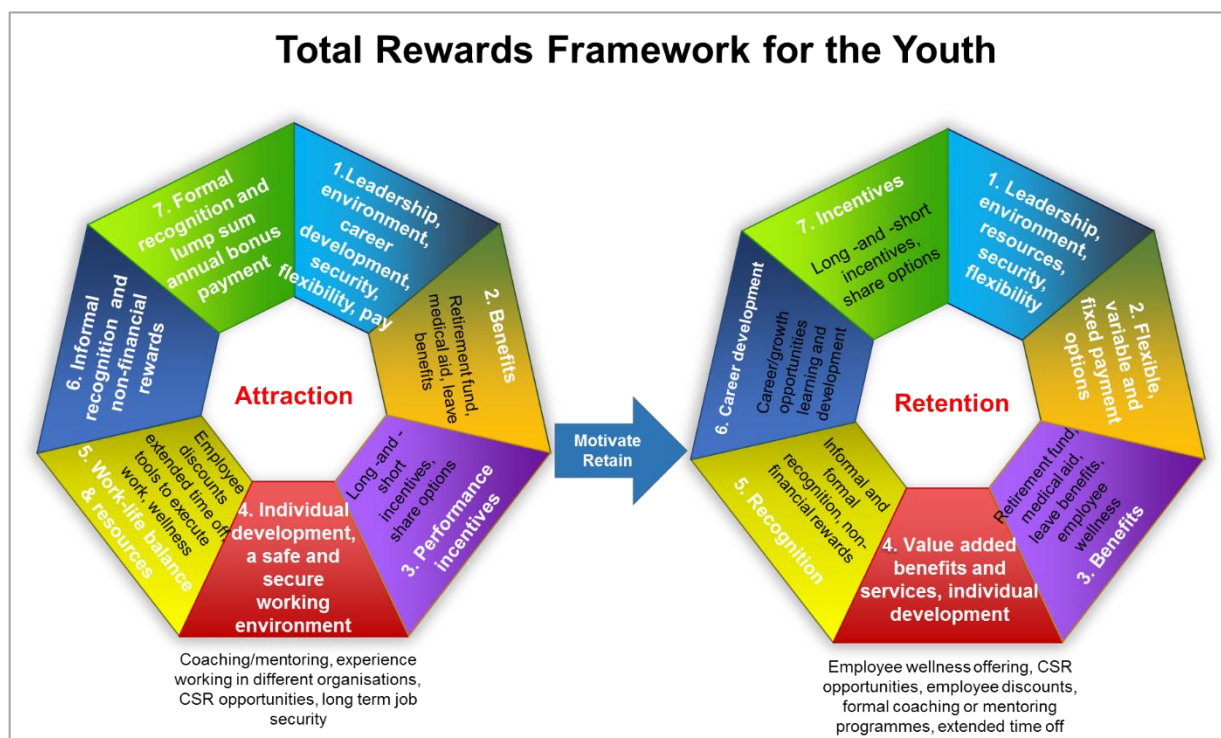 Total Rewards Framework for the Youth
1.Leadership,
environment,
career
development,
security,
flexibility, pay
2. Benefits
Retirement fund,
medical aid, leave
benefits
3. Performance
incentives
Long -and -
short
incentives,
share options
4. Individual
development,
a safe and
secure
working
environment
Coaching/mentoring, experience
working in different organisations,
CSR opportunities, long term job
security
5. Work-life balance
& resources
Employee
discounts
extended time off,
tools to execute
work, wellness
6. Informal
recognition and
non-financial
rewards
7. Formal
recognition and
lump sum
annual bonus
payment
Attraction
Motivate
Retain
1. Leadership,
environment,
resources,
security,
flexibility
2. Flexible,
variable and
fixed payment
options
3. Benefits
Retirement fund,
medical aid,
leave benefits,
employee
wellness
4. Value added
benefits and
services, individual
development
Employee wellness offering, CSR
opportunities, employee discounts,
formal coaching or mentoring
programmes, extended time off
5. Recognition
Informal and
formal
recognition, non-
financial rewards
6. Career development
Career/growth
opportunities
learning and
development
7. Incentives
Long -and -short
incentives,
share options
Retention